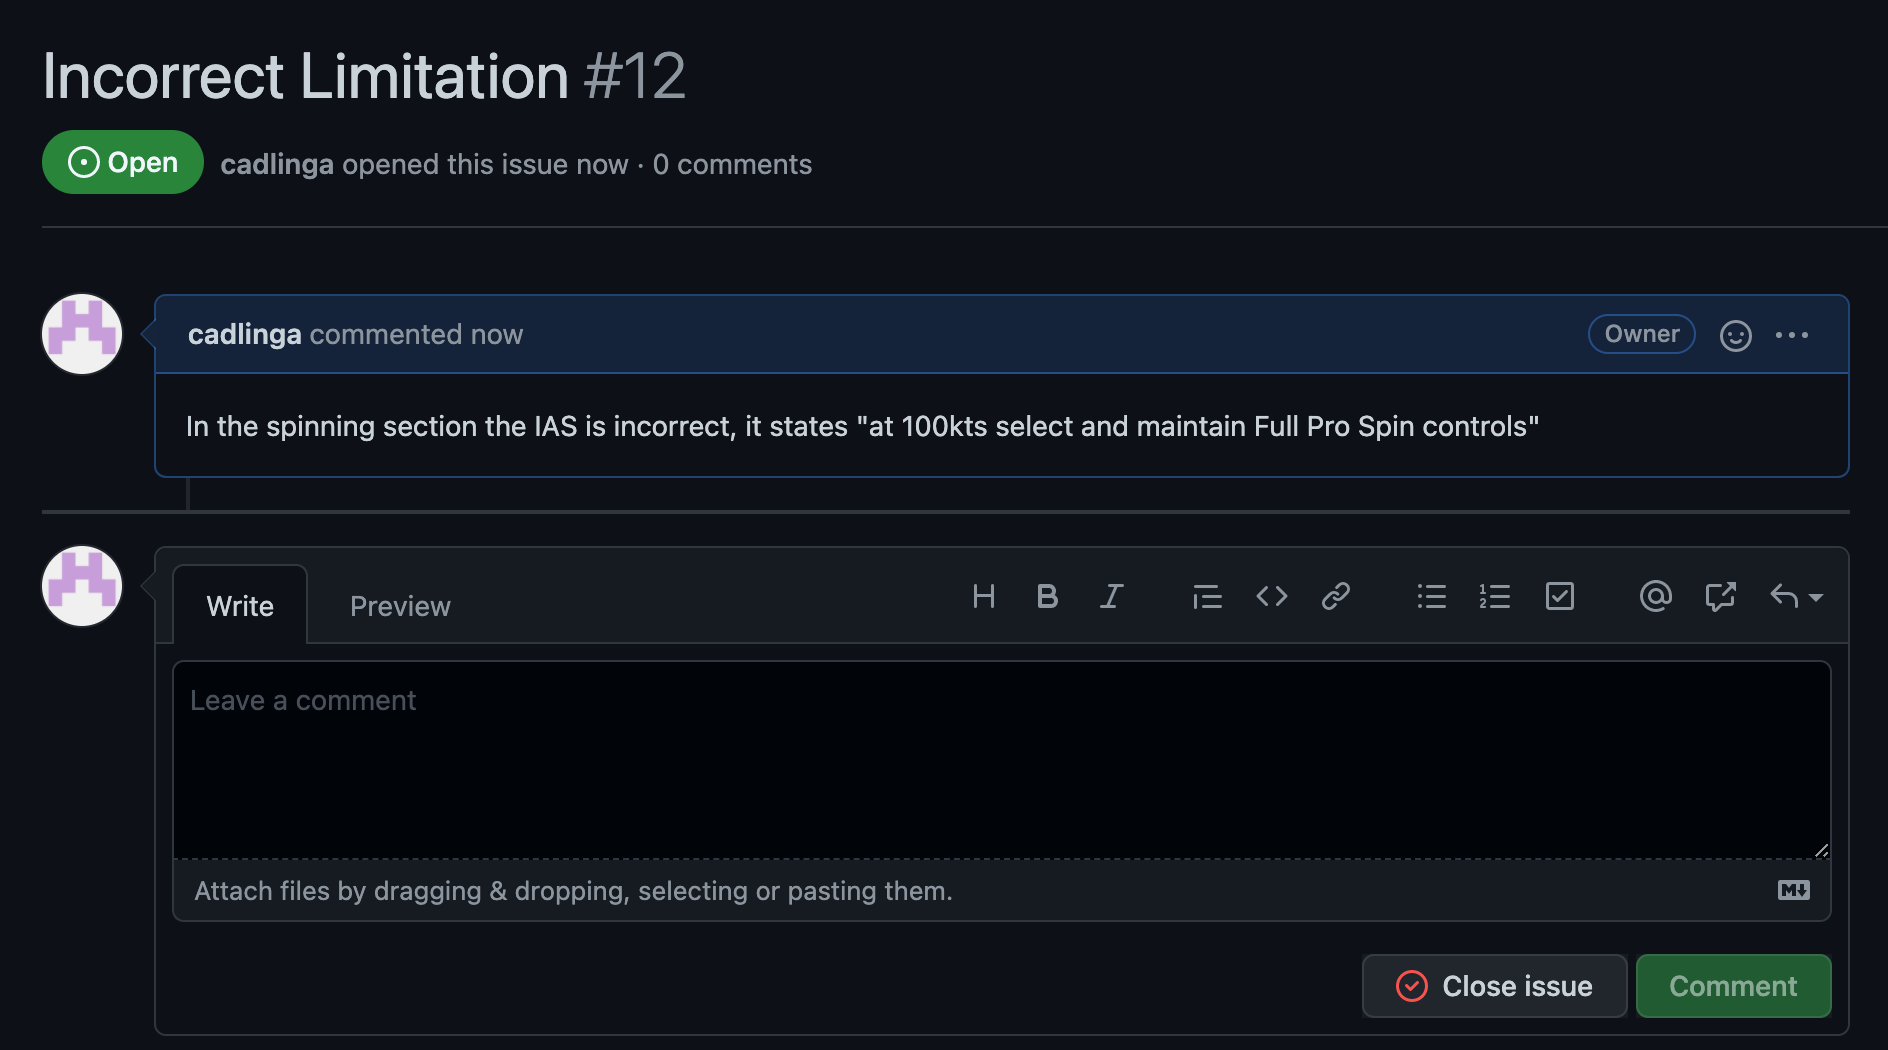 Incorrect Limitation #12
Open
cadlinga opened this issue now · 0 comments
cadlinga commented now
Owner
In the spinning section the IAS is incorrect, it states "at 100kts select and maintain Full Pro Spin controls"
Write
Preview
Leave a comment
Attach files by dragging & dropping, selecting or pasting them.
Close issue
Comment